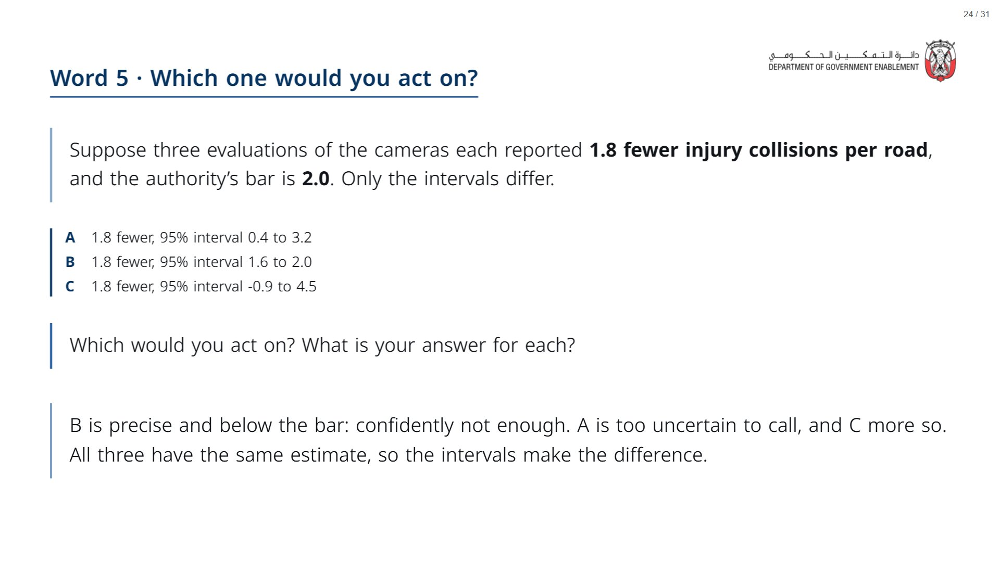 24 / 31
دائـــرة الـتـمـكـــــــيـن الـحـــكـــــومـــي
DEPARTMENT OF GOVERNMENT ENABLEMENT
Word 5 · Which one would you act on?
Suppose three evaluations of the cameras each reported 1.8 fewer injury collisions per road,
and the authority’s bar is 2.0. Only the intervals differ.
A 1.8 fewer, 95% interval 0.4 to 3.2
B 1.8 fewer, 95% interval 1.6 to 2.0
C 1.8 fewer, 95% interval -0.9 to 4.5
Which would you act on? What is your answer for each?
B is precise and below the bar: confidently not enough. A is too uncertain to call, and C more so.
All three have the same estimate, so the intervals make the difference.